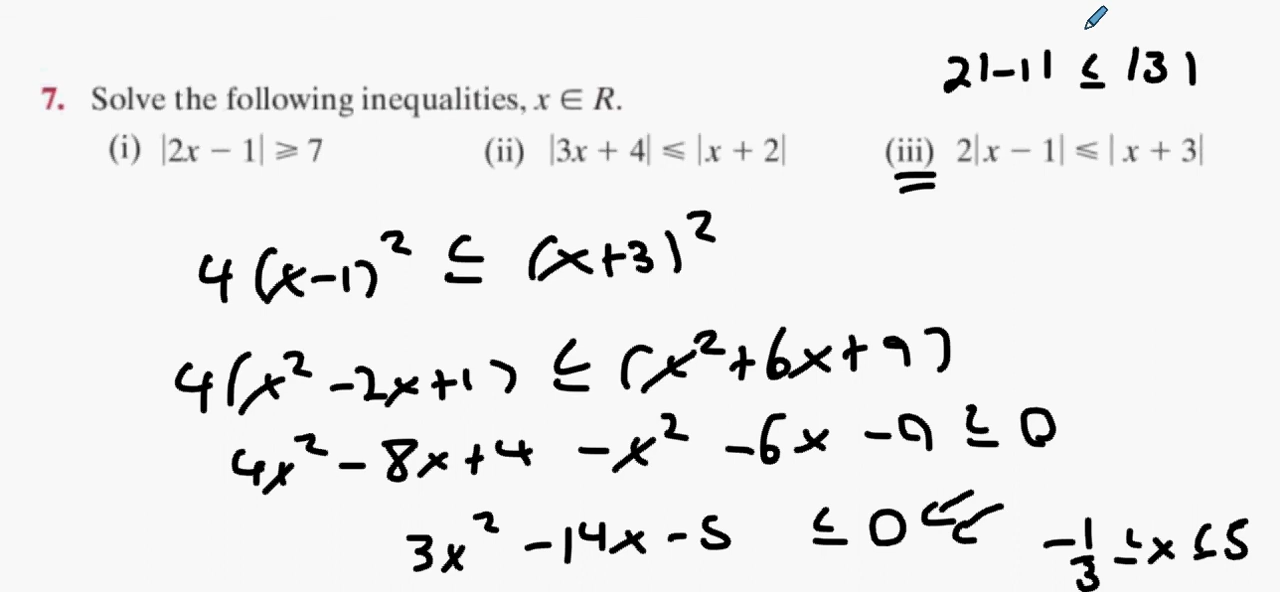 2|-1| ≤ |3|
7. Solve the following inequalities, x ∈ R.
(i) |2x − 1| ⩾ 7 (ii) |3x + 4| ⩽ |x + 2| (iii) 2|x − 1| ⩽ |x + 3|
4(x-1)² ≤ (x+3)²
4(x²-2x+1) ≤ (x²+6x+9)
4x²-8x+4 -x² -6x -9 ≤ 0
3x² -14x -5 ≤ 0
-1/3 ≤ x ≤ 5